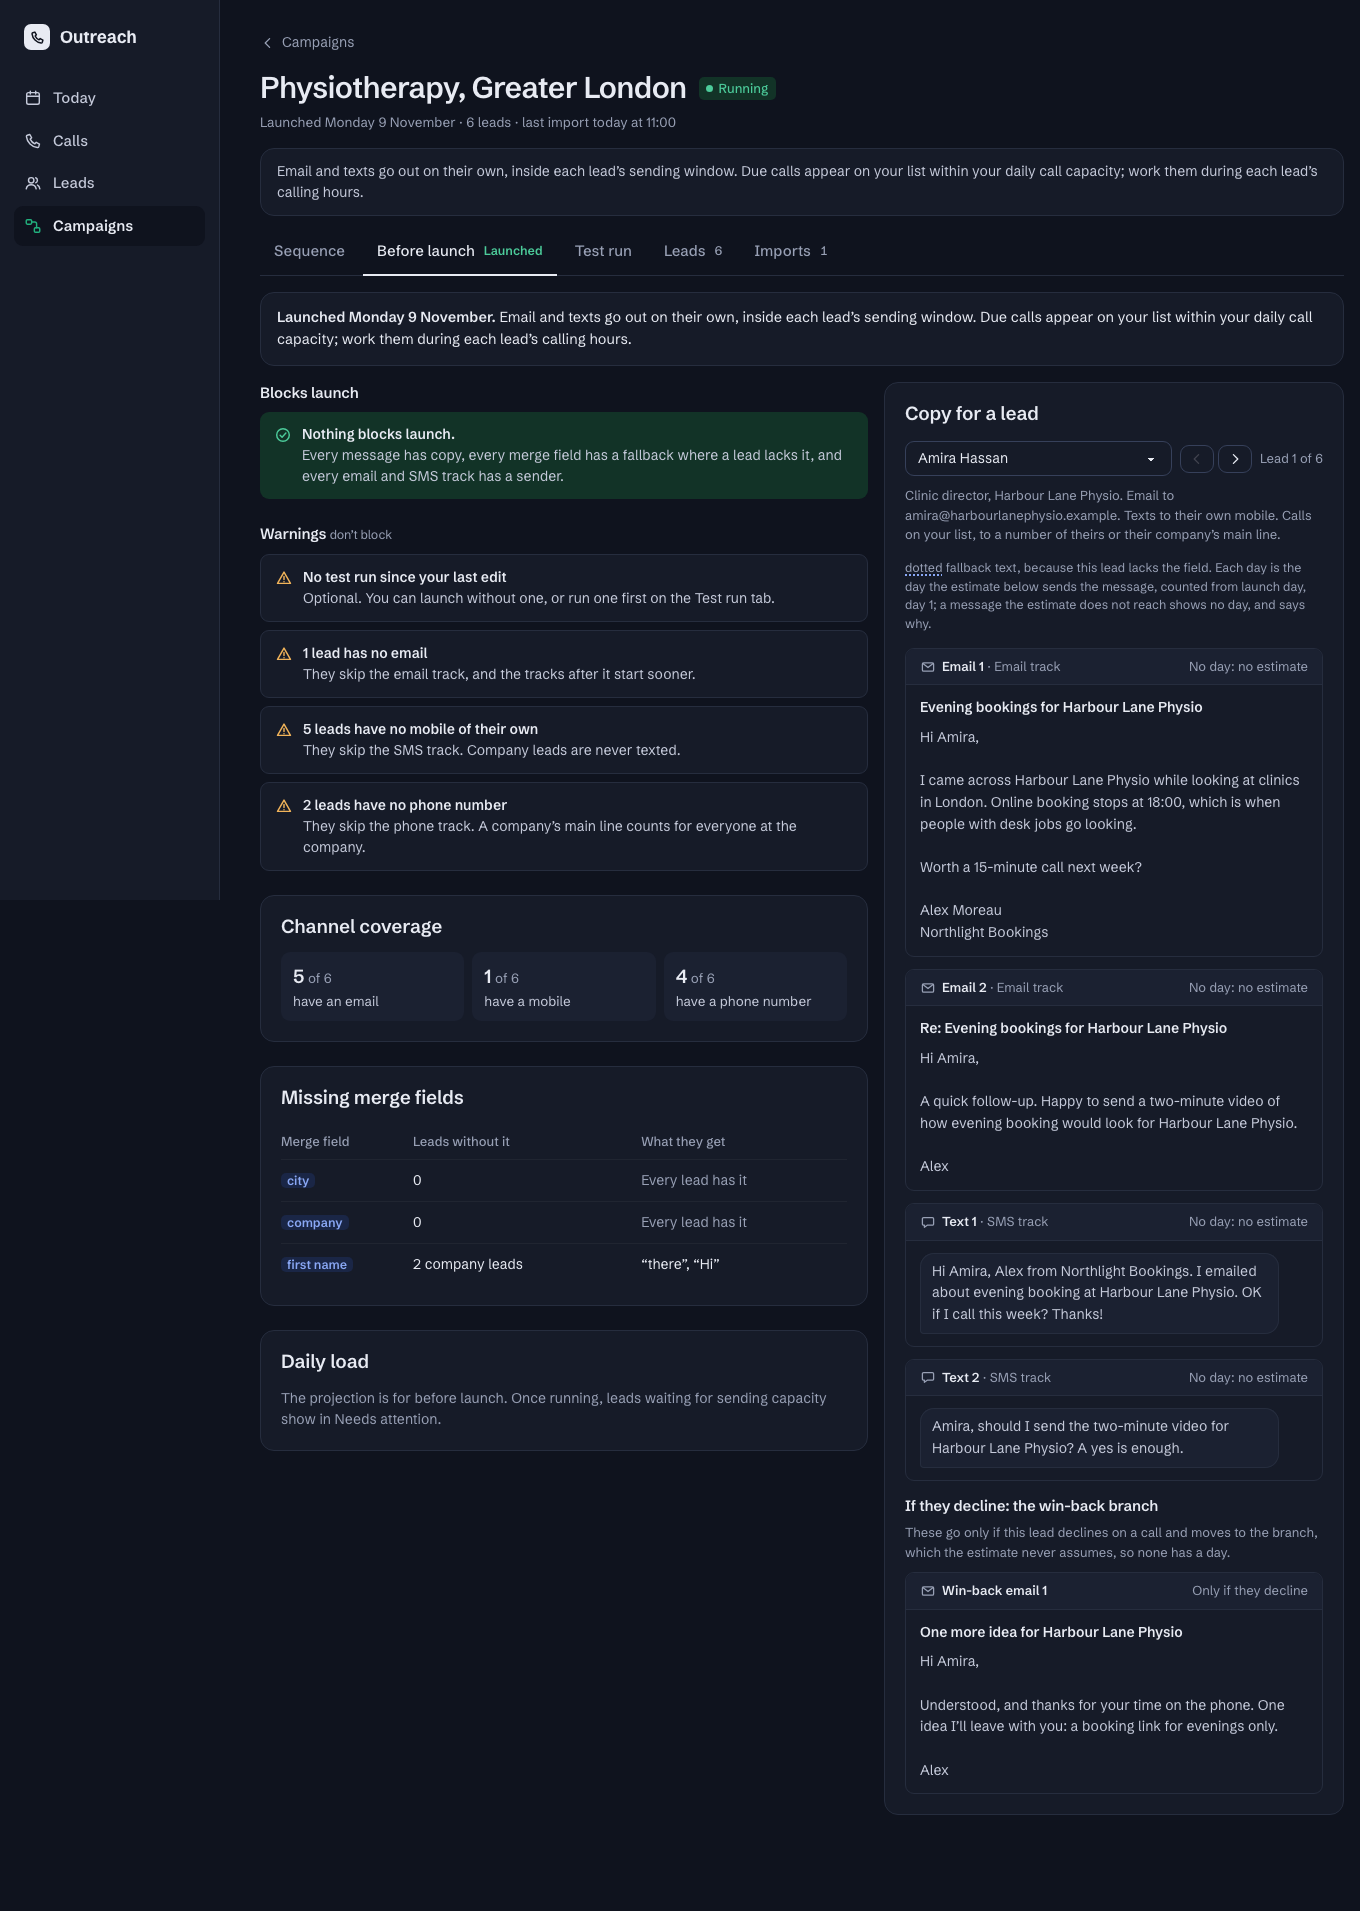 Outreach
Today
Calls
Leads
Campaigns
Campaigns
Physiotherapy, Greater London
Running
Launched Monday 9 November · 6 leads · last import today at 11:00
Email and texts go out on their own, inside each lead’s sending window. Due calls appear on your list within your daily call capacity; work them during each lead’s
calling hours.
Sequence
Before launch Launched
Test run
Leads 6
Imports 1
Launched Monday 9 November. Email and texts go out on their own, inside each lead’s sending window. Due calls appear on your list within your daily call
capacity; work them during each lead’s calling hours.
Blocks launch
Nothing blocks launch.
Every message has copy, every merge field has a fallback where a lead lacks it, and
every email and SMS track has a sender.
Warnings don’t block
No test run since your last edit
Optional. You can launch without one, or run one first on the Test run tab.
1 lead has no email
They skip the email track, and the tracks after it start sooner.
5 leads have no mobile of their own
They skip the SMS track. Company leads are never texted.
2 leads have no phone number
They skip the phone track. A company’s main line counts for everyone at the
company.
Channel coverage
5 of 6
have an email
1 of 6
have a mobile
4 of 6
have a phone number
Missing merge fields
Merge field Leads without it What they get
city 0 Every lead has it
company 0 Every lead has it
first name 2 company leads “there”, “Hi”
Daily load
The projection is for before launch. Once running, leads waiting for sending capacity
show in Needs attention.
Copy for a lead
Amira Hassan
Lead 1 of 6
Clinic director, Harbour Lane Physio. Email to
amira@harbourlanephysio.example. Texts to their own mobile. Calls
on your list, to a number of theirs or their company’s main line.
dotted fallback text, because this lead lacks the field. Each day is the
day the estimate below sends the message, counted from launch day,
day 1; a message the estimate does not reach shows no day, and says
why.
Email 1 · Email track No day: no estimate
Evening bookings for Harbour Lane Physio
Hi Amira,
I came across Harbour Lane Physio while looking at clinics
in London. Online booking stops at 18:00, which is when
people with desk jobs go looking.
Worth a 15-minute call next week?
Alex Moreau
Northlight Bookings
Email 2 · Email track No day: no estimate
Re: Evening bookings for Harbour Lane Physio
Hi Amira,
A quick follow-up. Happy to send a two-minute video of
how evening booking would look for Harbour Lane Physio.
Alex
Text 1 · SMS track No day: no estimate
Hi Amira, Alex from Northlight Bookings. I emailed
about evening booking at Harbour Lane Physio. OK
if I call this week? Thanks!
Text 2 · SMS track No day: no estimate
Amira, should I send the two-minute video for
Harbour Lane Physio? A yes is enough.
If they decline: the win-back branch
These go only if this lead declines on a call and moves to the branch,
which the estimate never assumes, so none has a day.
Win-back email 1 Only if they decline
One more idea for Harbour Lane Physio
Hi Amira,
Understood, and thanks for your time on the phone. One
idea I’ll leave with you: a booking link for evenings only.
Alex